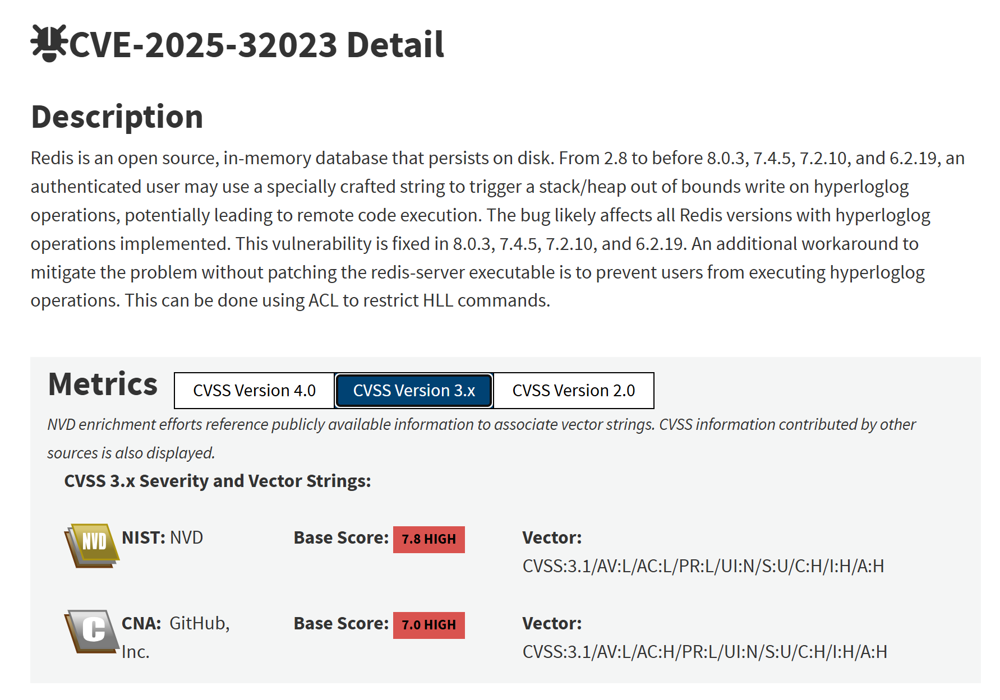 CVE-2025-32023 Detail
Description
Redis is an open source, in-memory database that persists on disk. From 2.8 to before 8.0.3, 7.4.5, 7.2.10, and 6.2.19, an
authenticated user may use a specially crafted string to trigger a stack/heap out of bounds write on hyperloglog
operations, potentially leading to remote code execution. The bug likely affects all Redis versions with hyperloglog
operations implemented. This vulnerability is fixed in 8.0.3, 7.4.5, 7.2.10, and 6.2.19. An additional workaround to
mitigate the problem without patching the redis-server executable is to prevent users from executing hyperloglog
operations. This can be done using ACL to restrict HLL commands.
Metrics CVSS Version 4.0 CVSS Version 3.x CVSS Version 2.0
NVD enrichment efforts reference publicly available information to associate vector strings. CVSS information contributed by other
sources is also displayed.
CVSS 3.x Severity and Vector Strings:
NVD NIST: NVD Base Score: 7.8 HIGH Vector:
CVSS:3.1/AV:L/AC:L/PR:L/UI:N/S:U/C:H/I:H/A:H
C CNA: GitHub, Base Score: 7.0 HIGH Vector:
Inc. CVSS:3.1/AV:L/AC:H/PR:L/UI:N/S:U/C:H/I:H/A:H